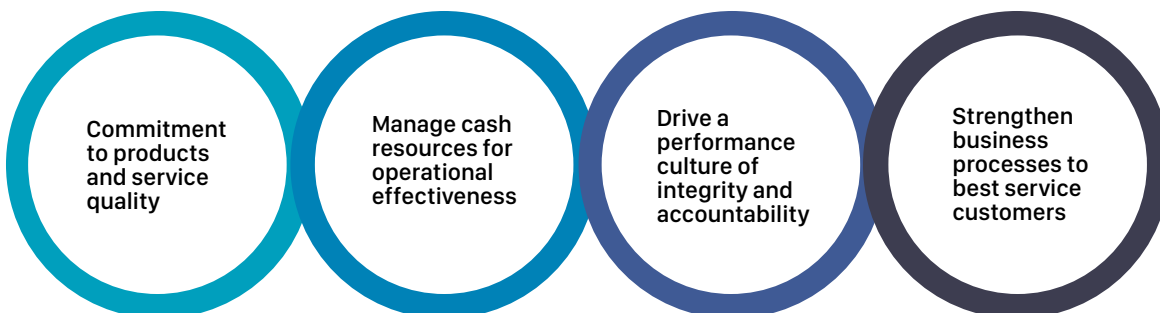 Commitment
to products
and service
quality
Manage cash
resources for
operational
effectiveness
Drive a
performance
culture of
integrity and
accountability
Strengthen
business
processes to
best service
customers